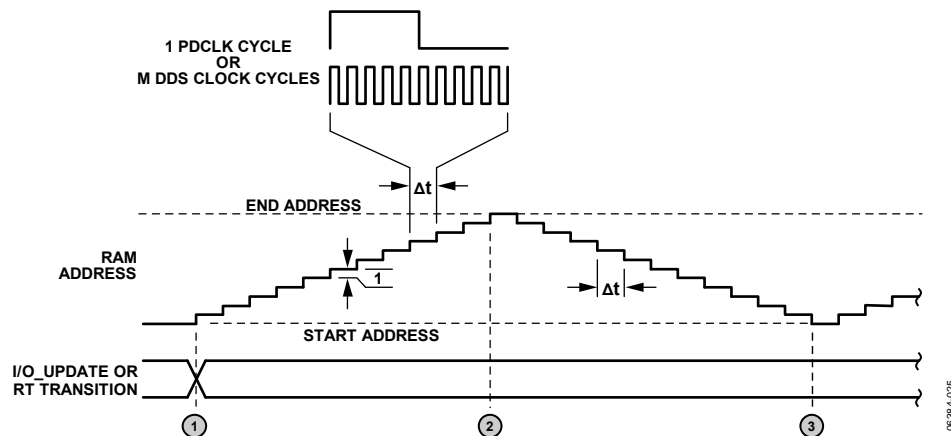 1 PDCLK CYCLE
OR
M DDS CLOCK CYCLES
Δt
END ADDRESS
RAM
ADDRESS
1
Δt
START ADDRESS
I/O_UPDATE OR
RT TRANSITION
1
2
3